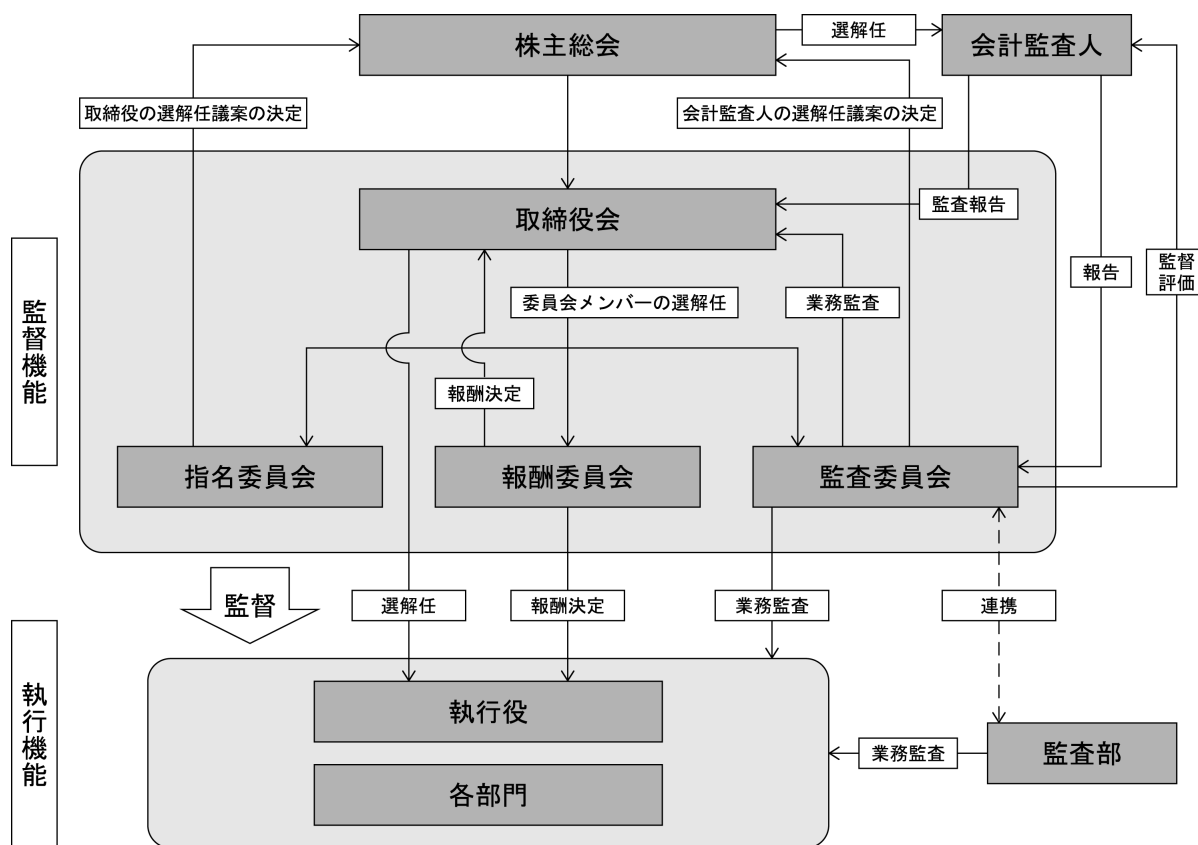 株主総会
選解任
会計監査人
取締役の選解任議案の決定
会計監査人の選解任議案の決定
取締役会
監査報告
監督機能
委員会メンバーの選解任
業務監査
報告
監督
評価
報酬決定
指名委員会
報酬委員会
監査委員会
監督
選解任
報酬決定
業務監査
連携
執行機能
執行役
業務監査
監査部
各部門